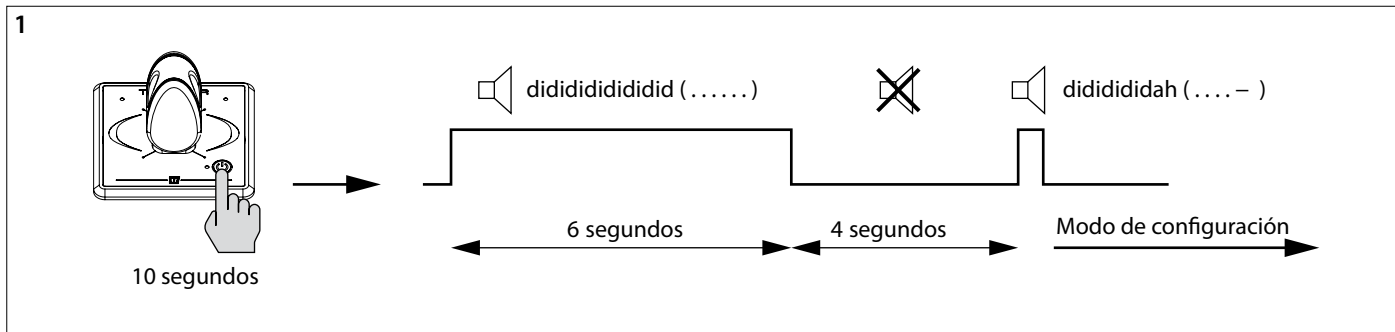 1
didididididididid ( . . . . . . )
didididididah ( . . . . – )
6 segundos
4 segundos
Modo de configuración
10 segundos